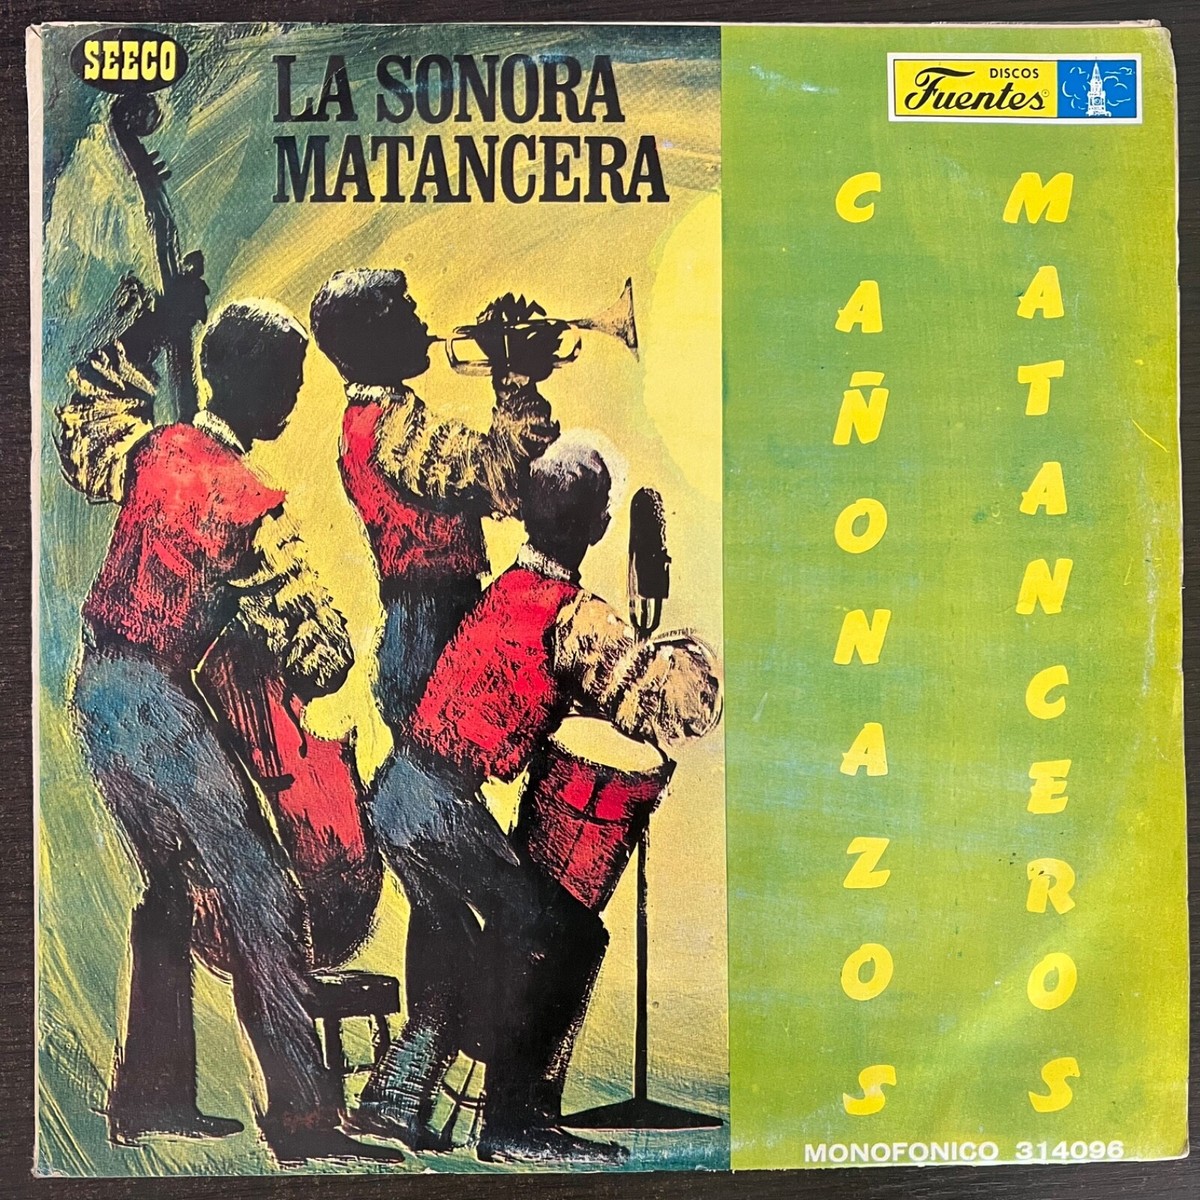 SEECO
LA SONORA
MATANCERA
DISCOS
Fuentes
CAÑONAZOS
MATANCEROS
MONOFONICO 314096